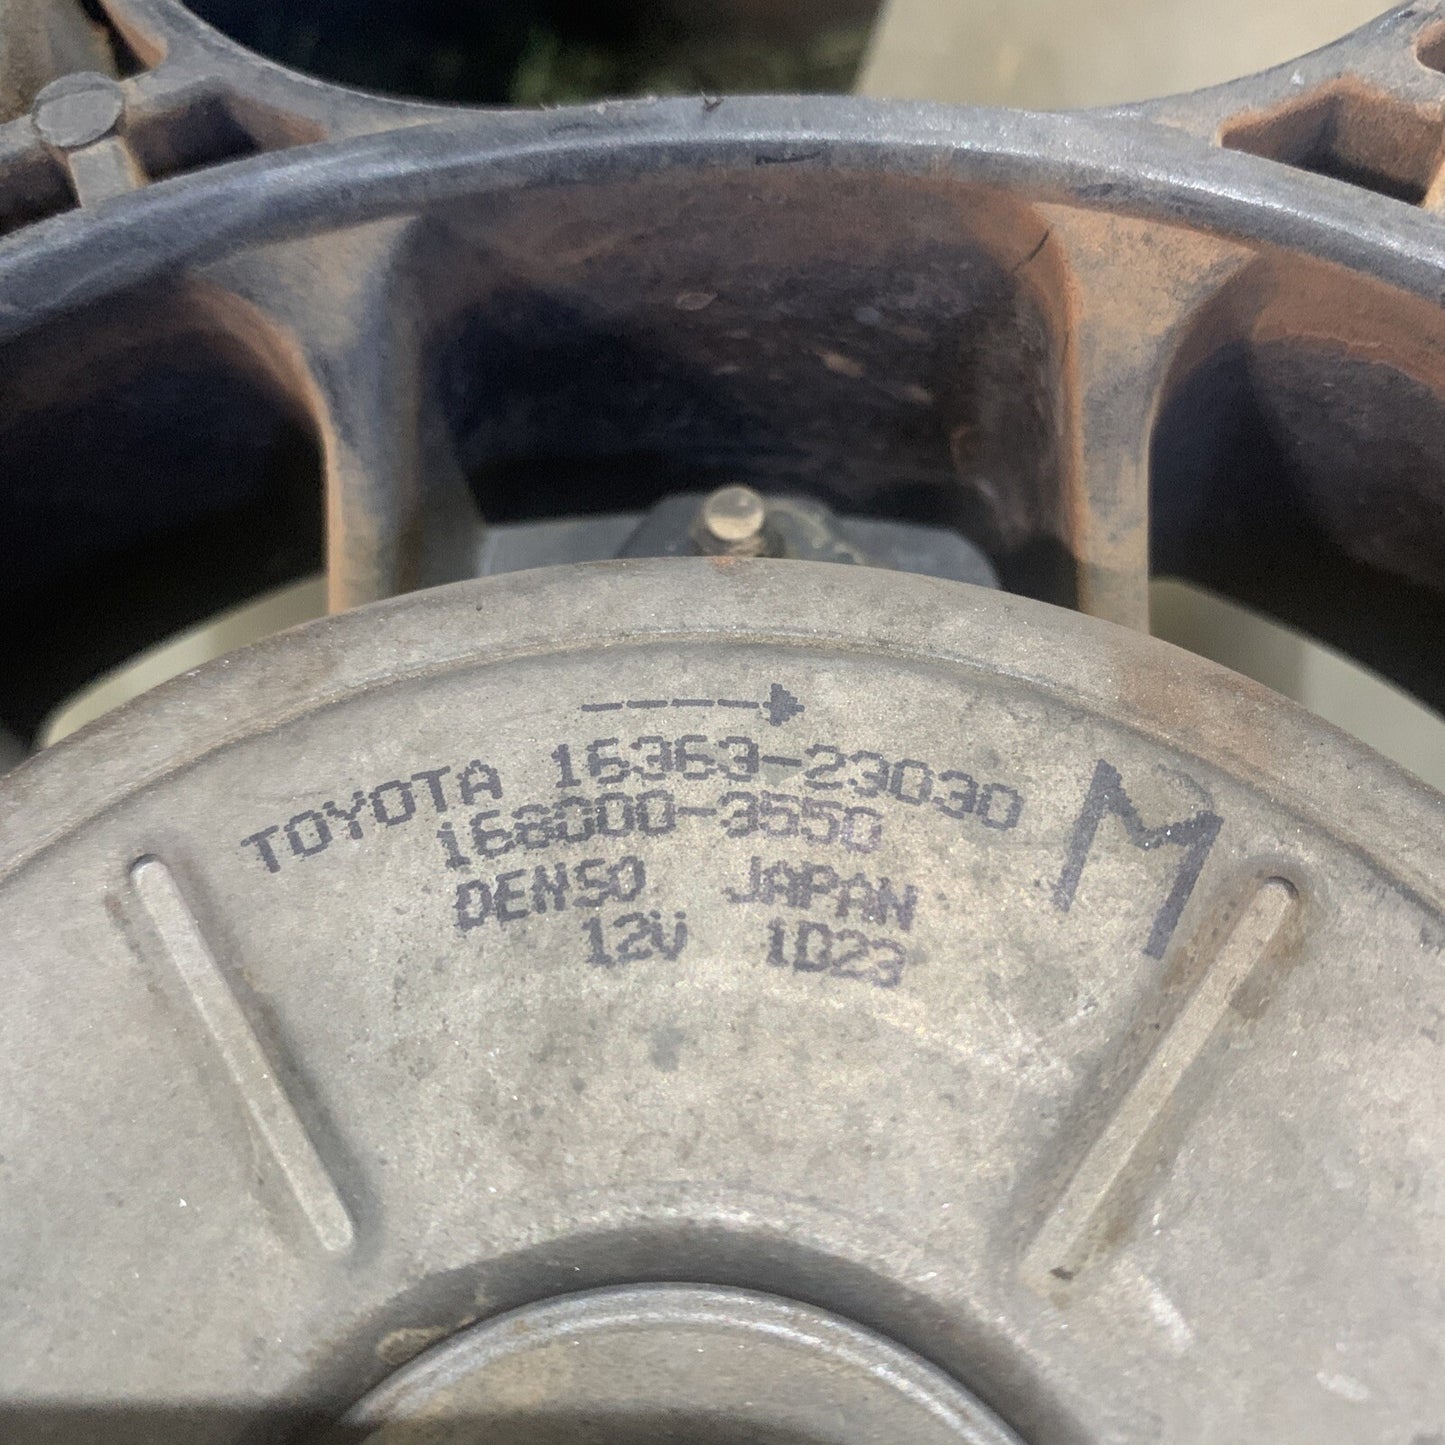 TOYOTA 16363-23030
168000-3550
DENSO JAPAN
12V 1D23
M